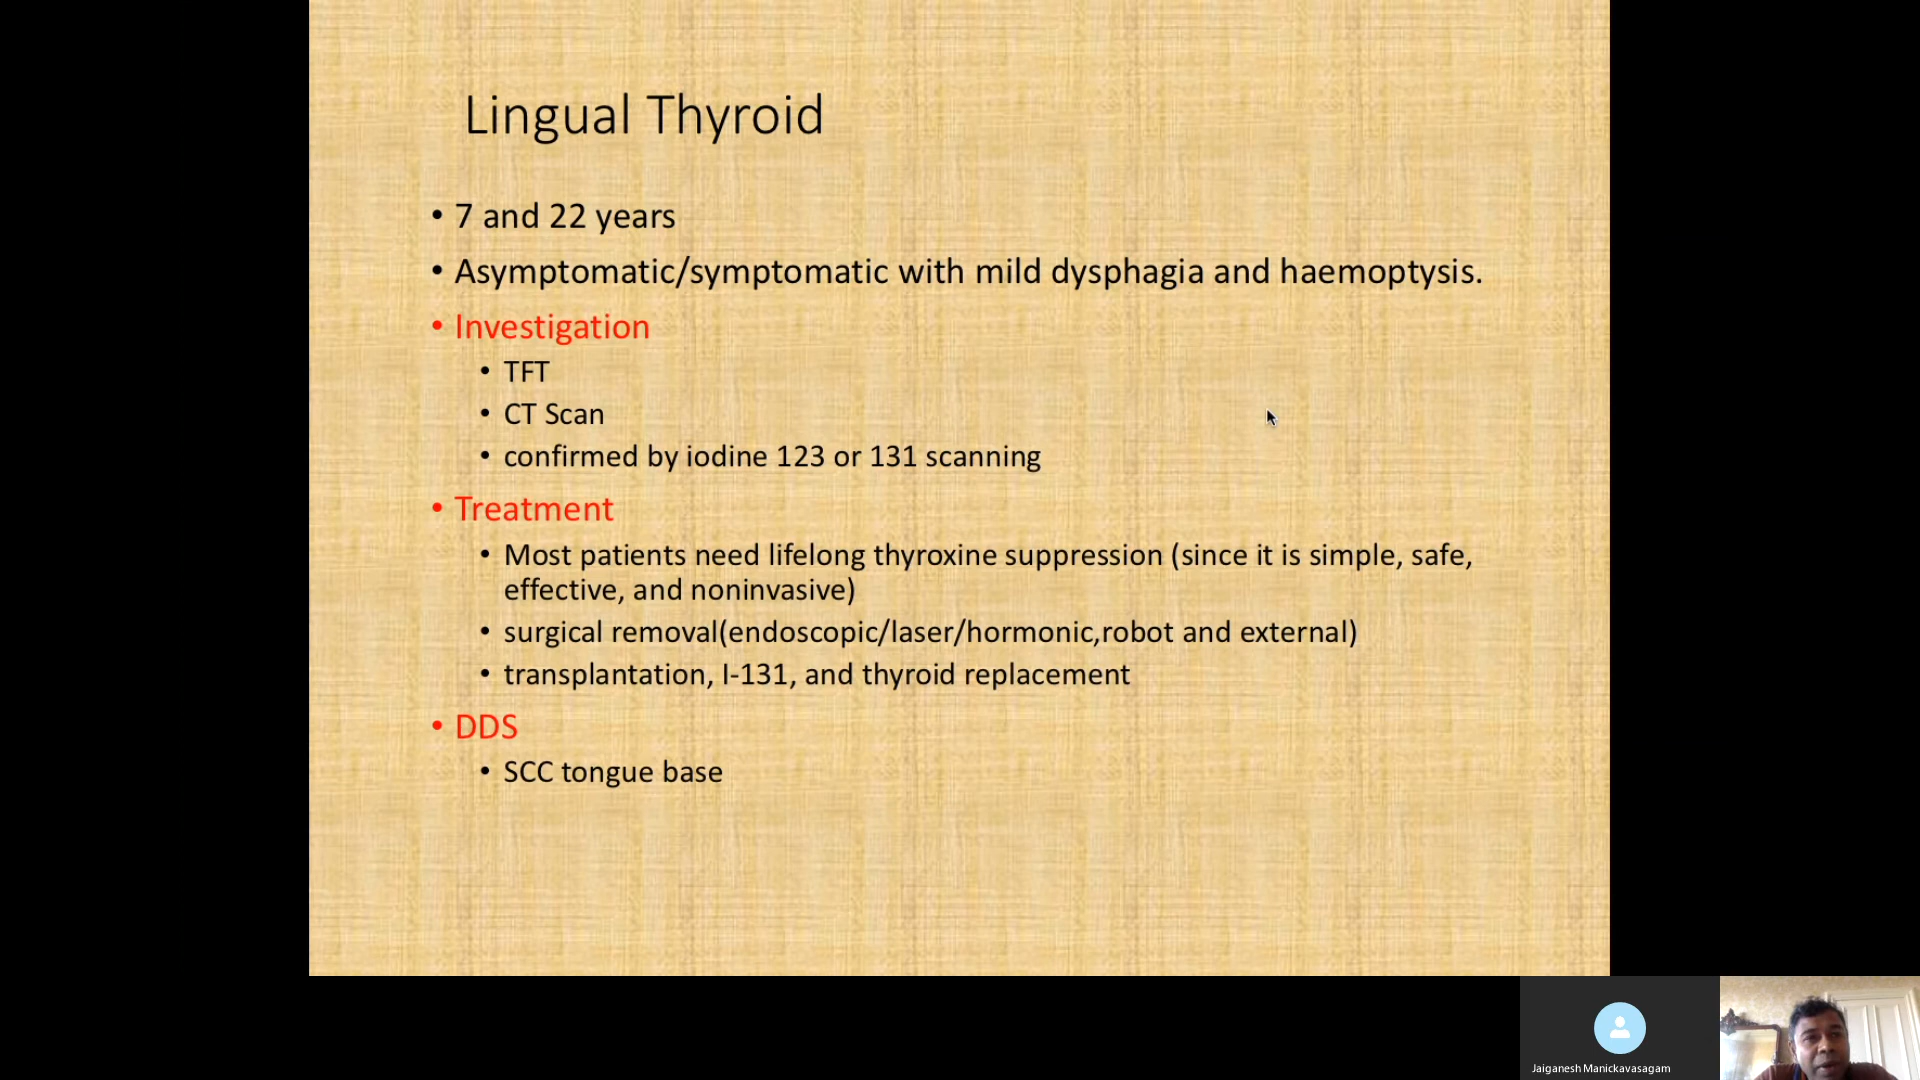 Lingual Thyroid
• 7 and 22 years
• Asymptomatic/symptomatic with mild dysphagia and haemoptysis.
• Investigation
• TFT
• CT Scan
• confirmed by iodine 123 or 131 scanning
• Treatment
• Most patients need lifelong thyroxine suppression (since it is simple, safe,
effective, and noninvasive)
• surgical removal(endoscopic/laser/hormonic,robot and external)
• transplantation, I-131, and thyroid replacement
• DDS
• SCC tongue base
Jaiganesh Manickavasagam